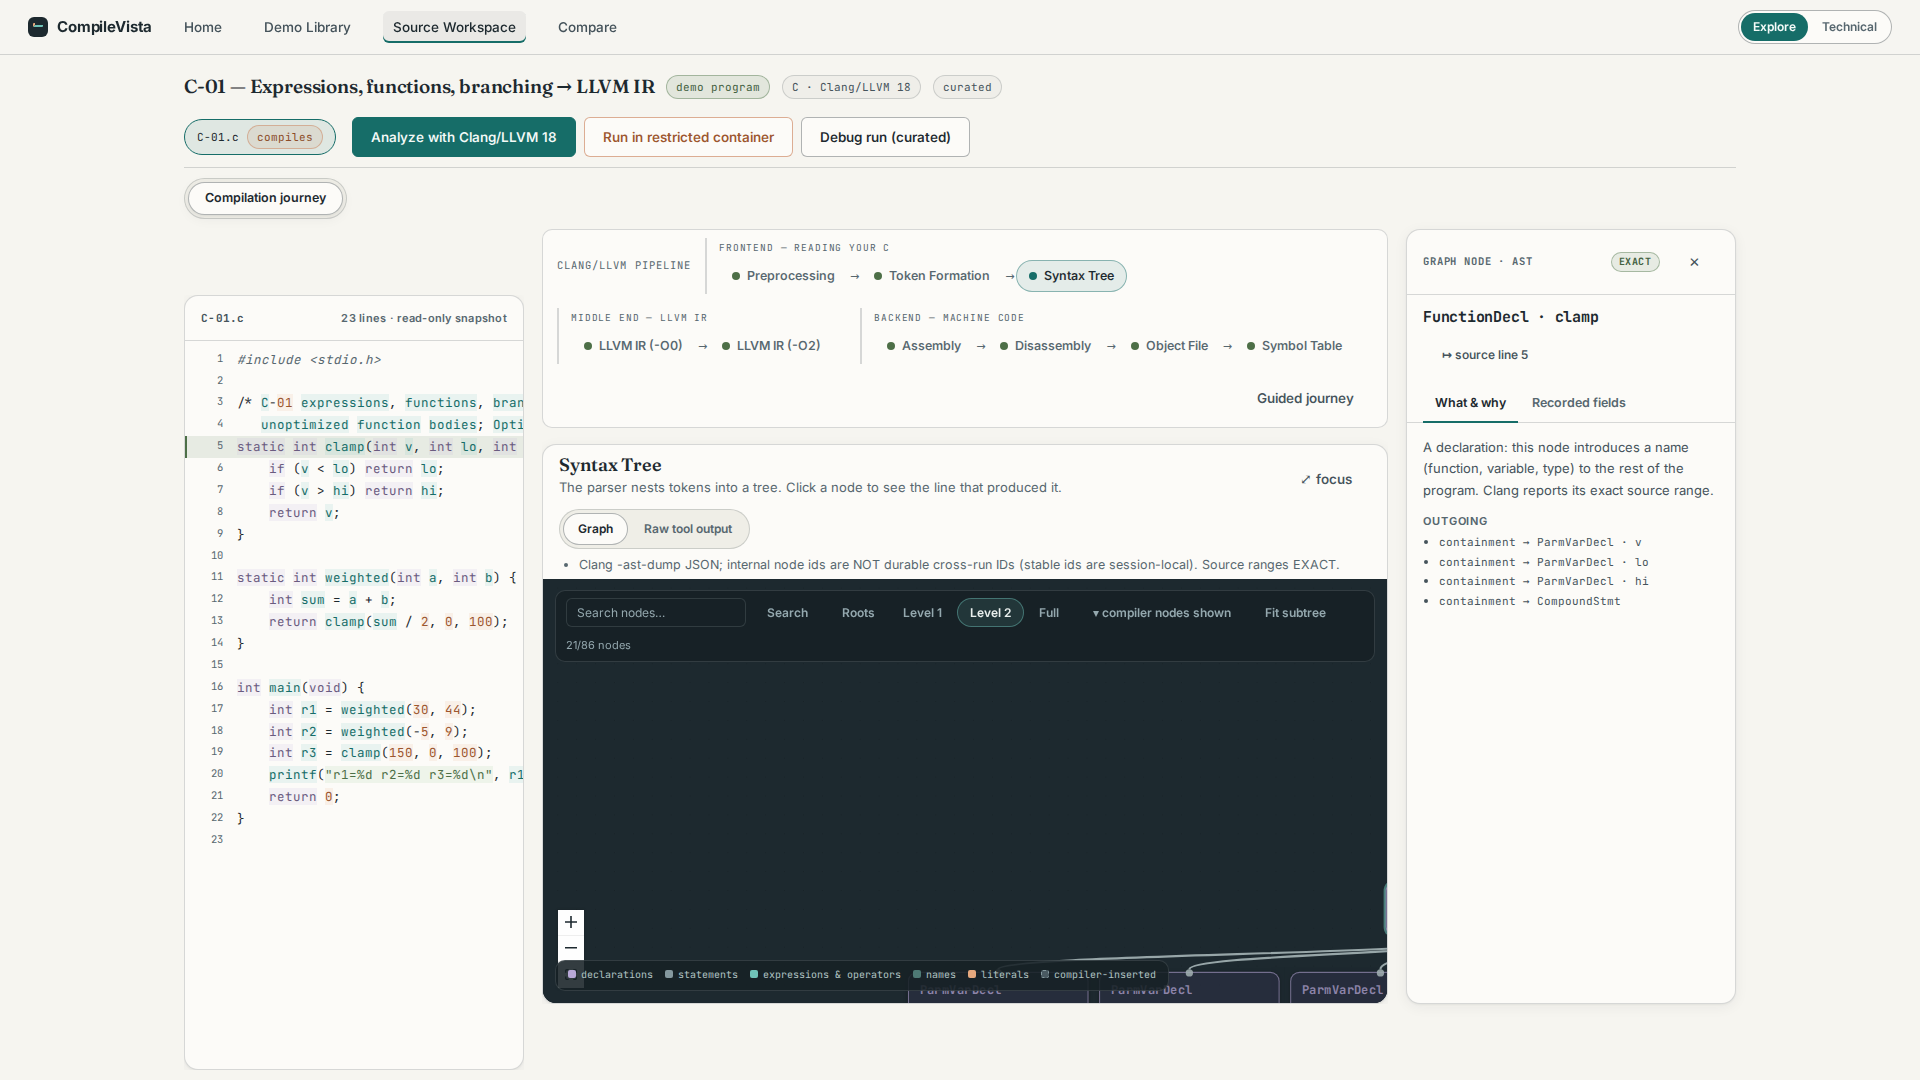 CompileVista
Home
Demo Library
Source Workspace
Compare
Explore
Technical
C-01 — Expressions, functions, branching → LLVM IR
demo program
C · Clang/LLVM 18
curated
C-01.c compiles
Analyze with Clang/LLVM 18
Run in restricted container
Debug run (curated)
Compilation journey
C-01.c
23 lines · read-only snapshot
1 #include <stdio.h>
2
3 /* C-01 expressions, functions, bran
4 unoptimized function bodies; Opti
5 static int clamp(int v, int lo, int
6 if (v < lo) return lo;
7 if (v > hi) return hi;
8 return v;
9 }
10
11 static int weighted(int a, int b) {
12 int sum = a + b;
13 return clamp(sum / 2, 0, 100);
14 }
15
16 int main(void) {
17 int r1 = weighted(30, 44);
18 int r2 = weighted(-5, 9);
19 int r3 = clamp(150, 0, 100);
20 printf("r1=%d r2=%d r3=%d\n", r1
21 return 0;
22 }
23
CLANG/LLVM PIPELINE
FRONTEND — READING YOUR C
Preprocessing → Token Formation → Syntax Tree
MIDDLE END — LLVM IR
LLVM IR (-O0) → LLVM IR (-O2)
BACKEND — MACHINE CODE
Assembly → Disassembly → Object File → Symbol Table
Guided journey
Syntax Tree
The parser nests tokens into a tree. Click a node to see the line that produced it.
⤢ focus
Graph
Raw tool output
• Clang -ast-dump JSON; internal node ids are NOT durable cross-run IDs (stable ids are session-local). Source ranges EXACT.
Search nodes...
Search
Roots
Level 1
Level 2
Full
▾ compiler nodes shown
Fit subtree
21/86 nodes
+
−
declarations
statements
expressions & operators
names
literals
compiler-inserted
ParmVarDecl
ParmVarDecl
ParmVarDecl
GRAPH NODE · AST
EXACT
×
FunctionDecl · clamp
↦ source line 5
What & why
Recorded fields
A declaration: this node introduces a name
(function, variable, type) to the rest of the
program. Clang reports its exact source range.
OUTGOING
• containment → ParmVarDecl · v
• containment → ParmVarDecl · lo
• containment → ParmVarDecl · hi
• containment → CompoundStmt